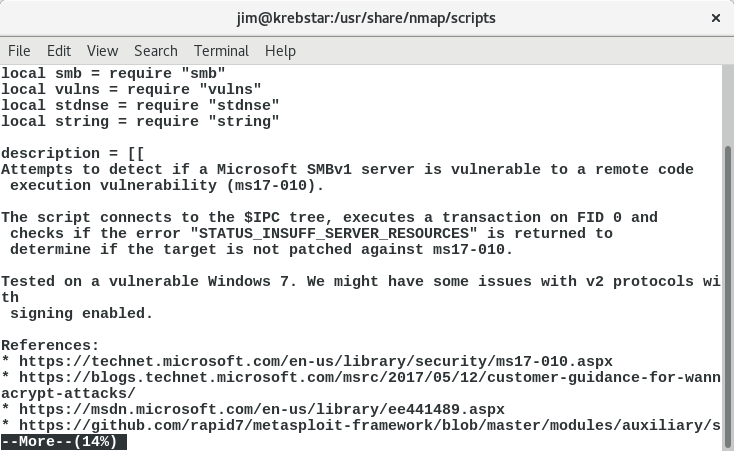 jim@krebstar:/usr/share/nmap/scripts
×
File Edit View Search Terminal Help
local smb = require "smb"
local vulns = require "vulns"
local stdnse = require "stdnse"
local string = require "string"
description = [[
Attempts to detect if a Microsoft SMBv1 server is vulnerable to a remote code
execution vulnerability (ms17-010).
The script connects to the $IPC tree, executes a transaction on FID 0 and
checks if the error "STATUS_INSUFF_SERVER_RESOURCES" is returned to
determine if the target is not patched against ms17-010.
Tested on a vulnerable Windows 7. We might have some issues with v2 protocols wi
th
signing enabled.
References:
* https://technet.microsoft.com/en-us/library/security/ms17-010.aspx
* https://blogs.technet.microsoft.com/msrc/2017/05/12/customer-guidance-for-wann
acrypt-attacks/
* https://msdn.microsoft.com/en-us/library/ee441489.aspx
* https://github.com/rapid7/metasploit-framework/blob/master/modules/auxiliary/s
--More--(14%)